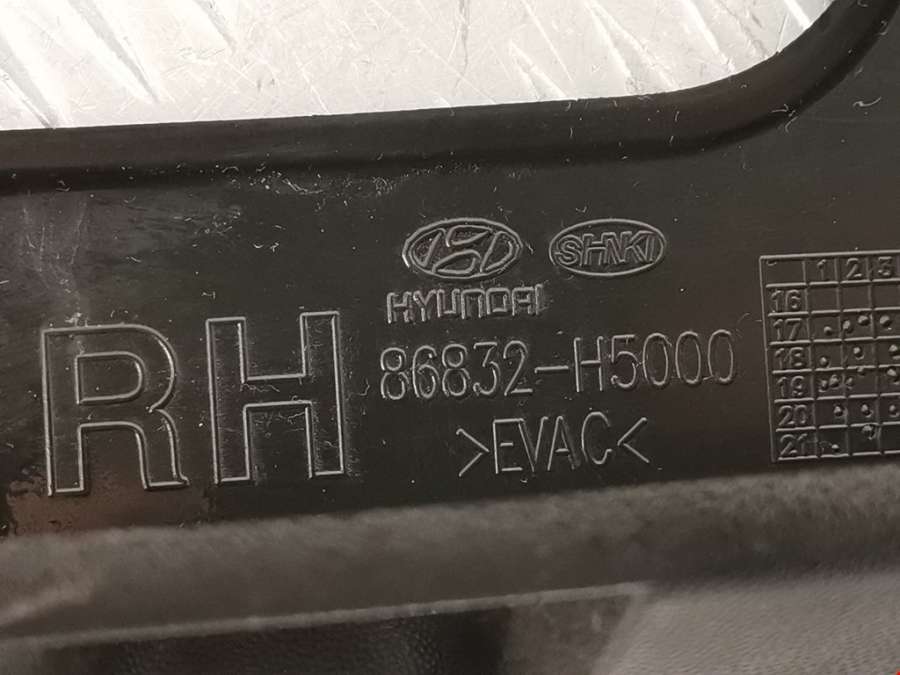 SHNKI
HYUNDAI
RH
86832-H5000
>EVAC<
1 2 3
16
17
18
19
20
21